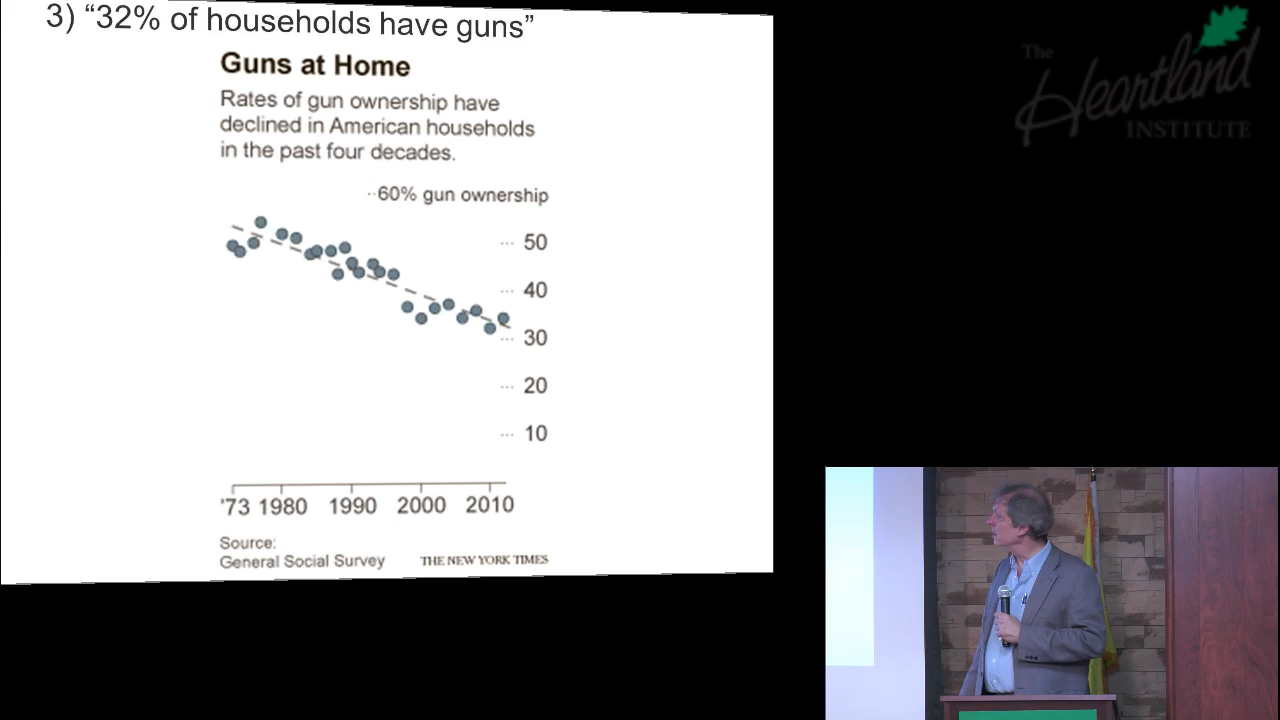 3) “32% of households have guns”
Guns at Home
Rates of gun ownership have
declined in American households
in the past four decades.
60% gun ownership
50
40
30
20
10
'73 1980 1990 2000 2010
Source:
General Social Survey
THE NEW YORK TIMES
The
Heartland
INSTITUTE